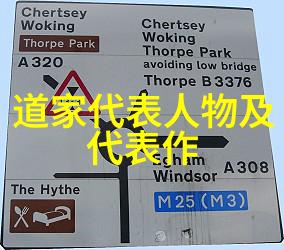 Chertsey
Woking
Thorpe Park
A320
Chertsey
Woking
Thorpe Park
avoiding low bridge
Thorpe B3376
道家代表人物及
代表作
Egham
Windsor
A308
M25 (M3)
The Hythe